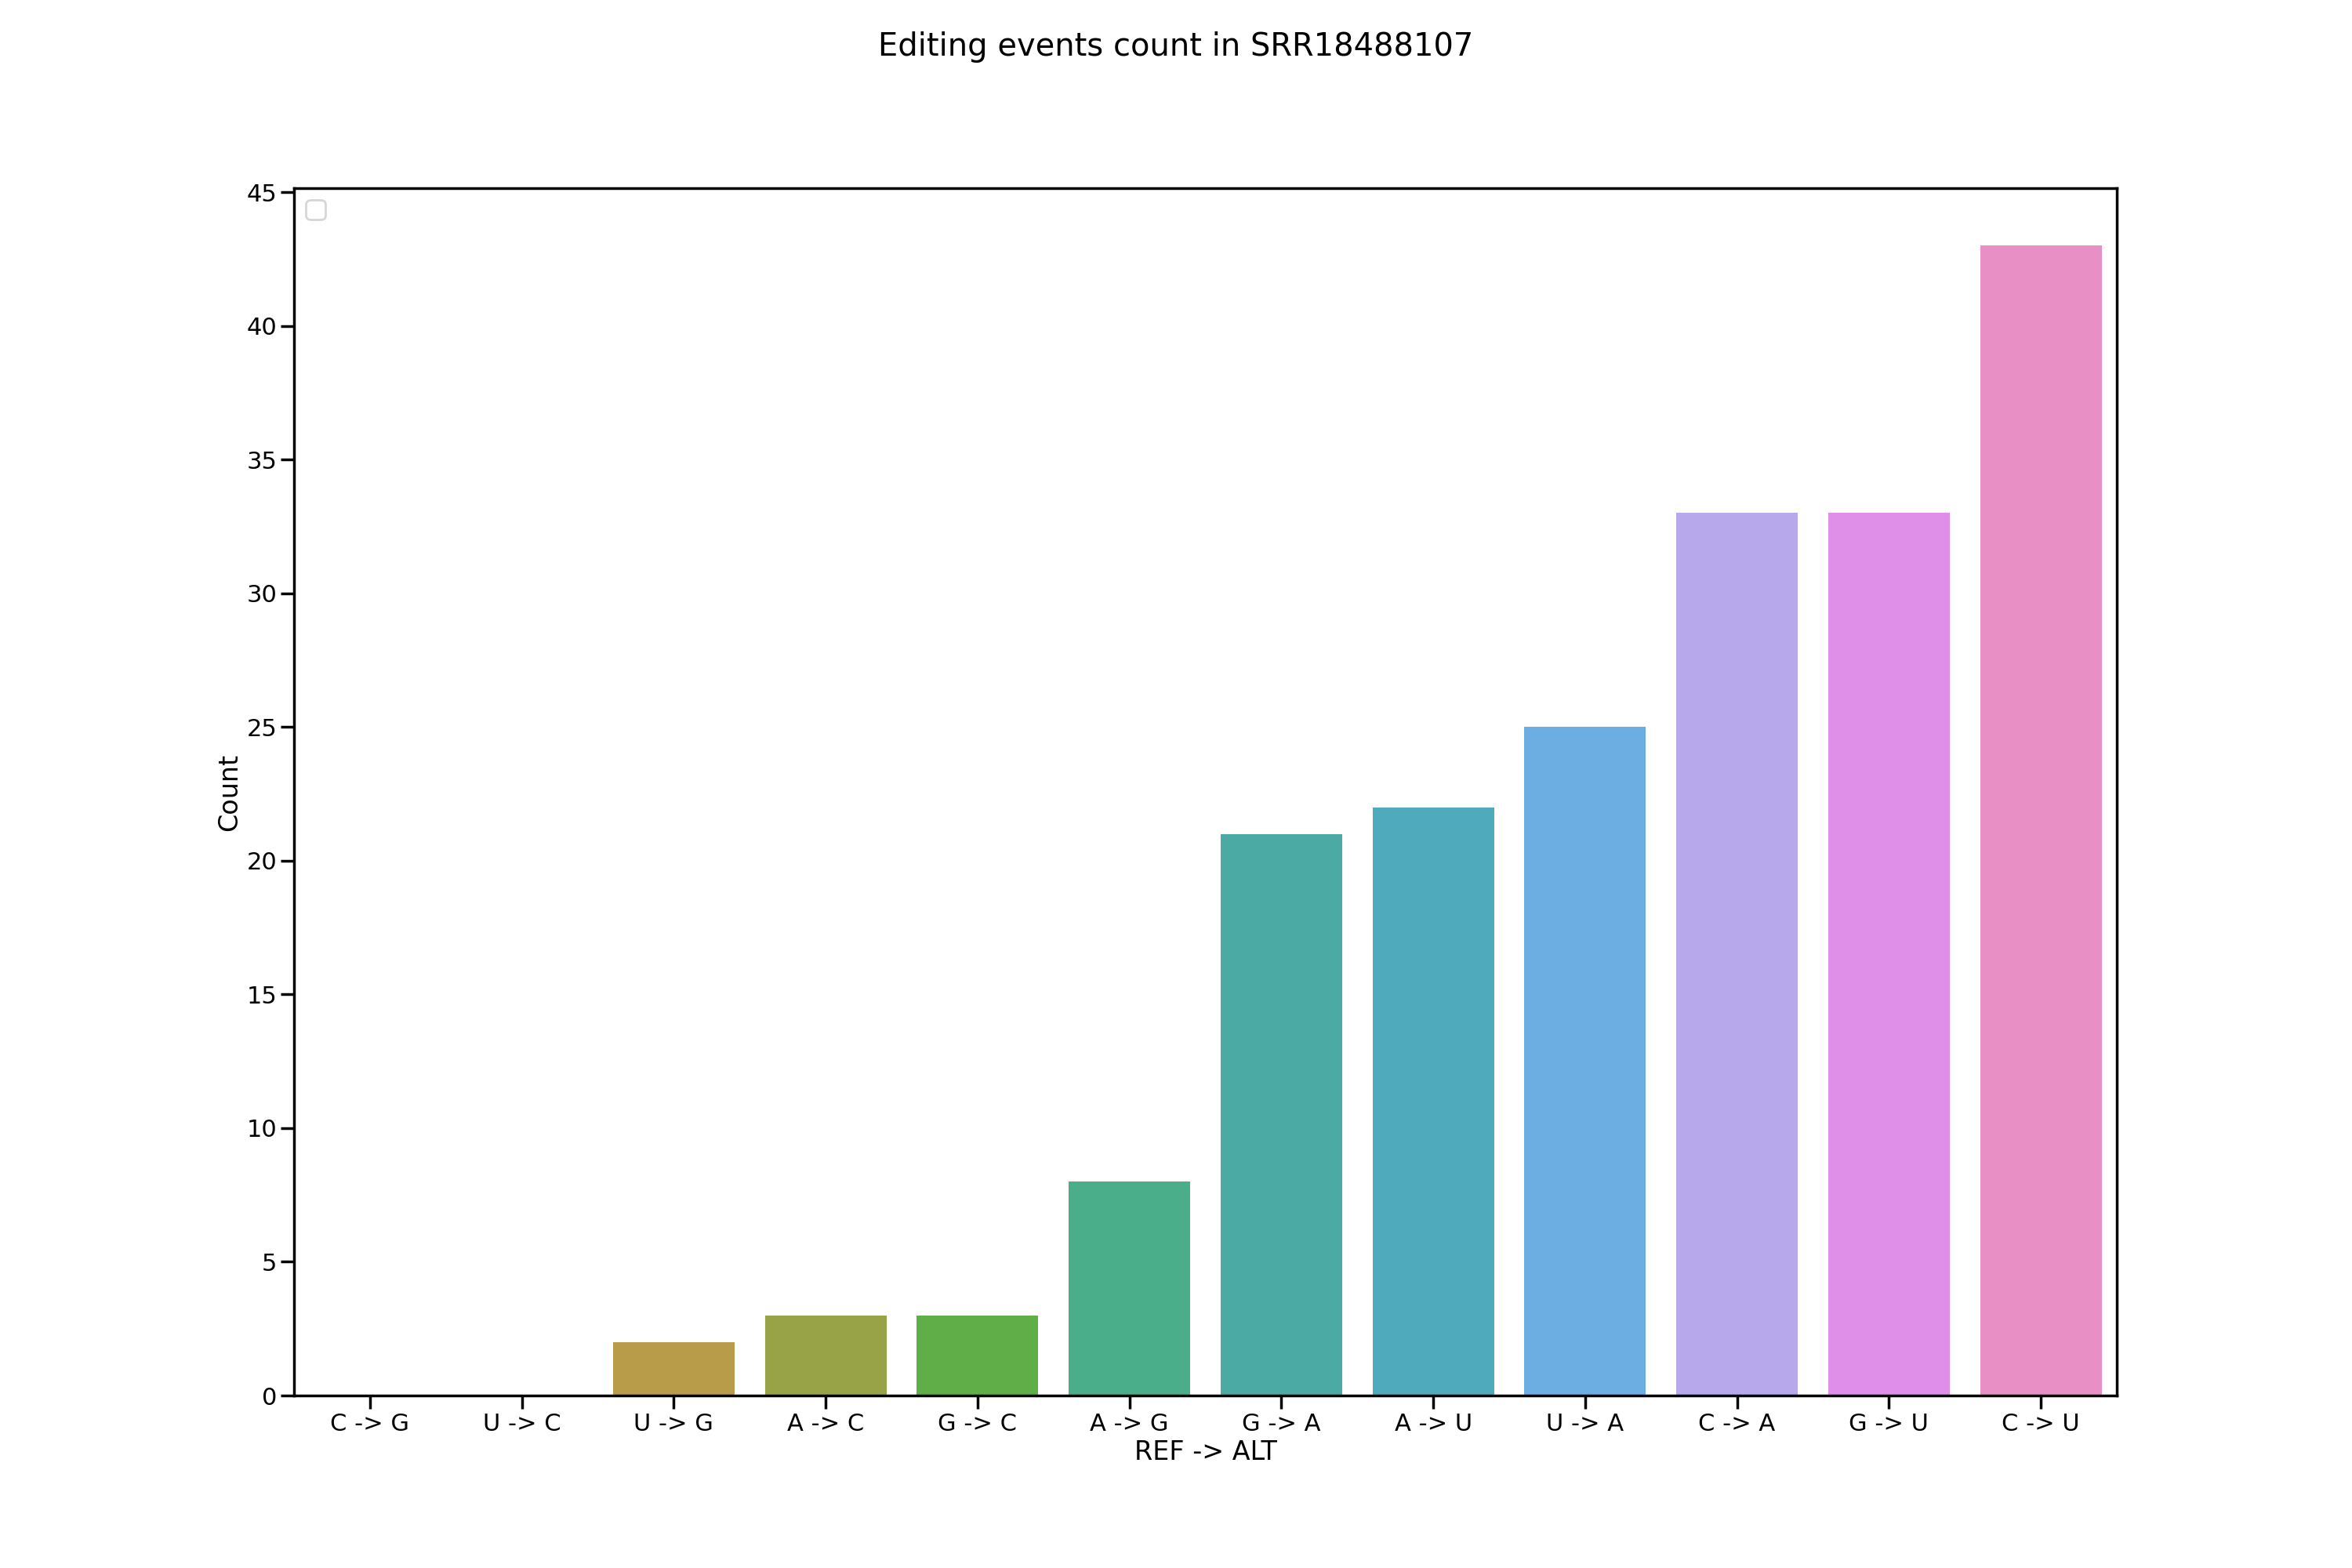 Editing events count in SRR18488107
45
40
35
30
25
20
15
10
5
0
Count
C -> G U -> C U -> G A -> C G -> C A -> G G -> A A -> U U -> A C -> A G -> U C -> U
REF -> ALT